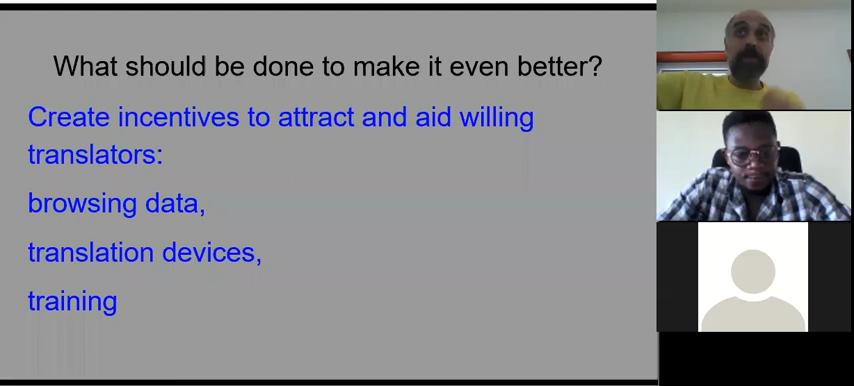 What should be done to make it even better?
Create incentives to attract and aid willing
translators:
browsing data,
translation devices,
training